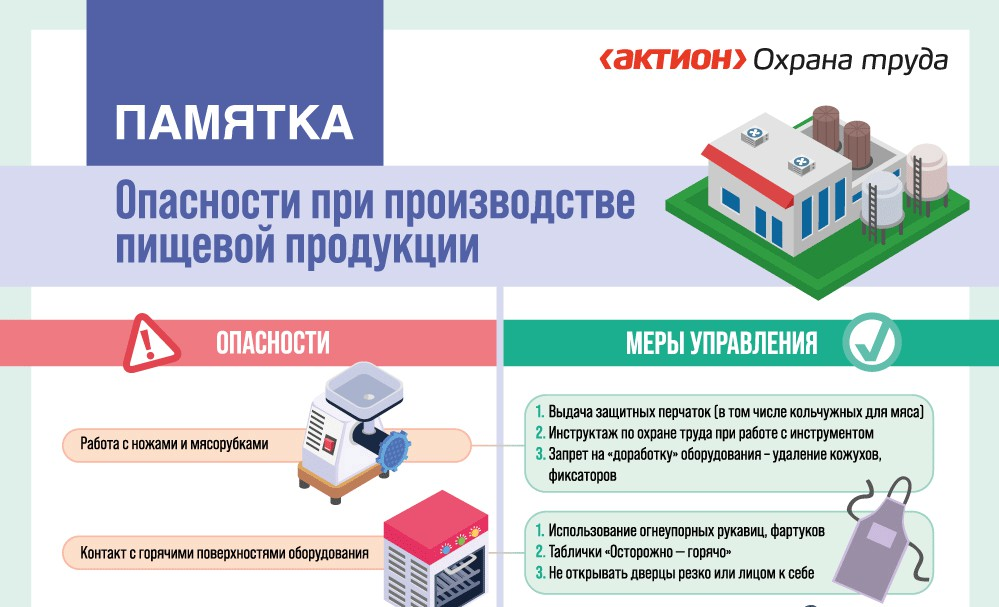 ‹актион› Охрана труда
ПАМЯТКА
Опасности при производстве
пищевой продукции
ОПАСНОСТИ
МЕРЫ УПРАВЛЕНИЯ
Работа с ножами и мясорубками
1. Выдача защитных перчаток (в том числе кольчужных для мяса)
2. Инструктаж по охране труда при работе с инструментом
3. Запрет на «доработку» оборудования – удаление кожухов,
фиксаторов
Контакт с горячими поверхностями оборудования
1. Использование огнеупорных рукавиц, фартуков
2. Таблички «Осторожно — горячо»
3. Не открывать дверцы резко или лицом к себе